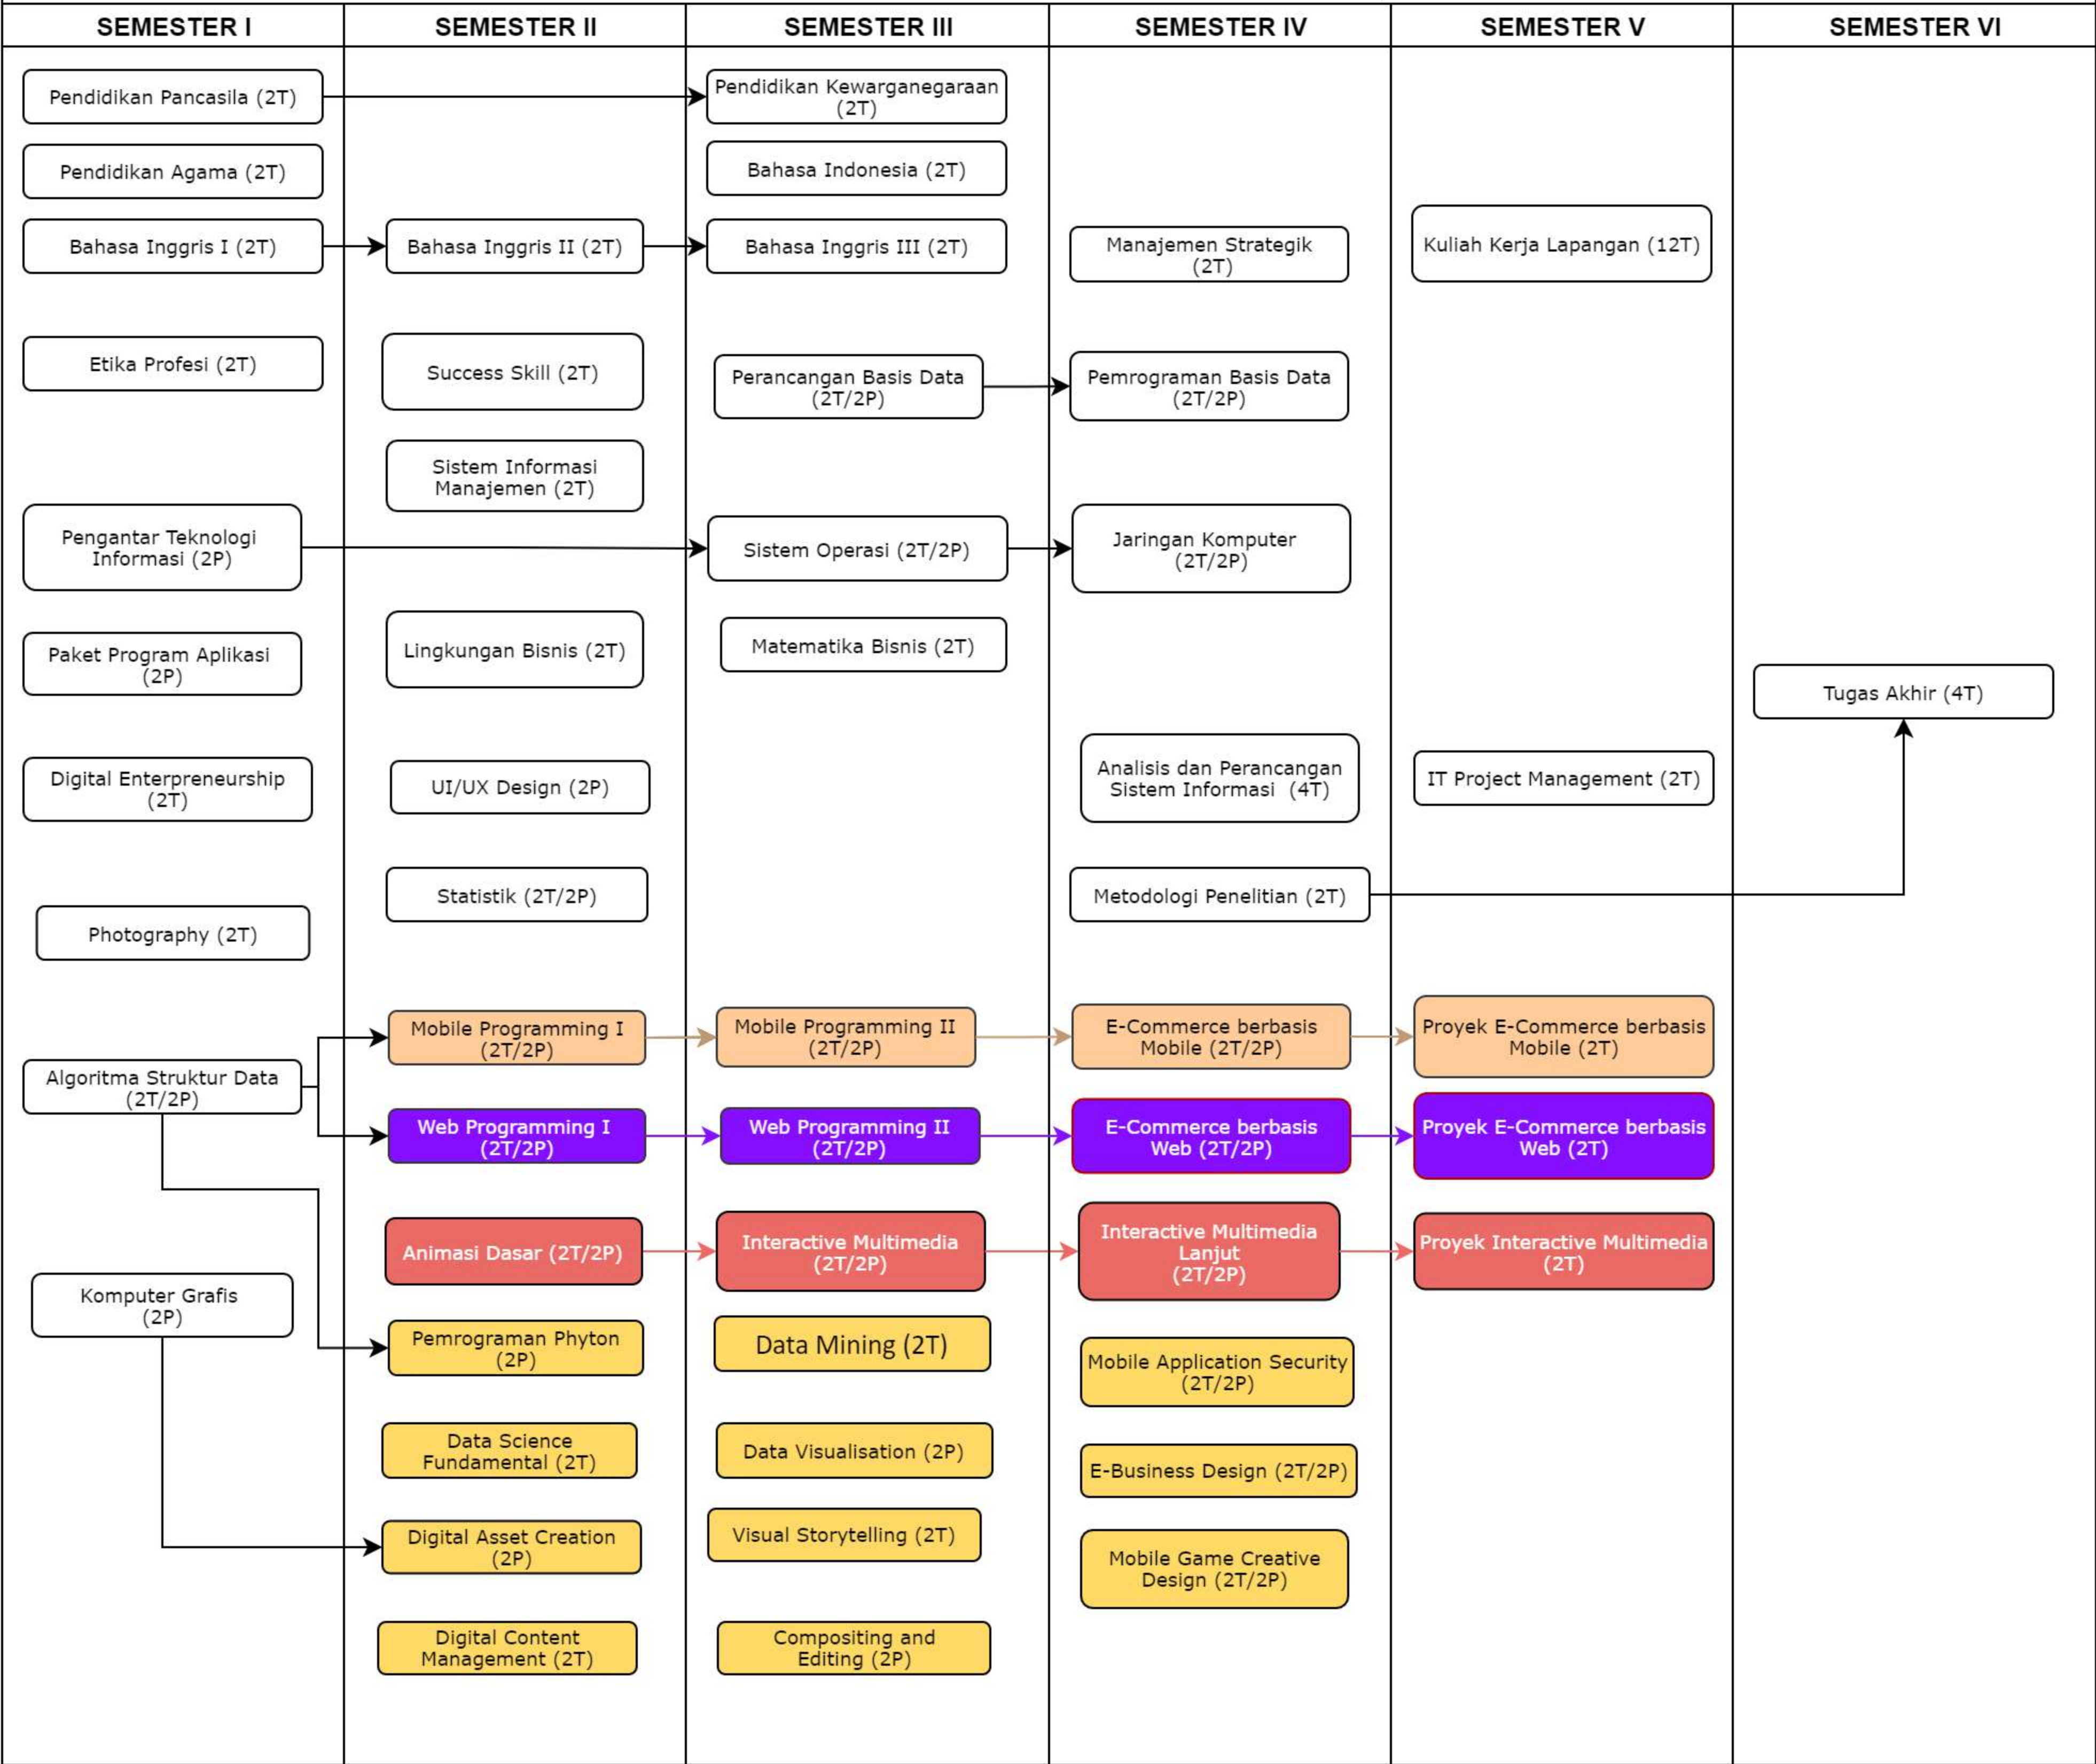 SEMESTER I
SEMESTER II
SEMESTER III
SEMESTER IV
SEMESTER V
SEMESTER VI
Pendidikan Pancasila (2T)
Pendidikan Agama (2T)
Bahasa Inggris I (2T)
Etika Profesi (2T)
Pengantar Teknologi
Informasi (2P)
Paket Program Aplikasi
(2P)
Digital Enterpreneurship
(2T)
Photography (2T)
Algoritma Struktur Data
(2T/2P)
Komputer Grafis
(2P)
Bahasa Inggris II (2T)
Success Skill (2T)
Sistem Informasi
Manajemen (2T)
Lingkungan Bisnis (2T)
UI/UX Design (2P)
Statistik (2T/2P)
Mobile Programming I
(2T/2P)
Web Programming I
(2T/2P)
Animasi Dasar (2T/2P)
Pemrograman Phyton
(2P)
Data Science
Fundamental (2T)
Digital Asset Creation
(2P)
Digital Content
Management (2T)
Pendidikan Kewarganegaraan
(2T)
Bahasa Indonesia (2T)
Bahasa Inggris III (2T)
Perancangan Basis Data
(2T/2P)
Sistem Operasi (2T/2P)
Matematika Bisnis (2T)
Mobile Programming II
(2T/2P)
Web Programming II
(2T/2P)
Interactive Multimedia
(2T/2P)
Data Mining (2T)
Data Visualisation (2P)
Visual Storytelling (2T)
Compositing and
Editing (2P)
Manajemen Strategik
(2T)
Pemrograman Basis Data
(2T/2P)
Jaringan Komputer
(2T/2P)
Analisis dan Perancangan
Sistem Informasi (4T)
Metodologi Penelitian (2T)
E-Commerce berbasis
Mobile (2T/2P)
E-Commerce berbasis
Web (2T/2P)
Interactive Multimedia
Lanjut
(2T/2P)
Mobile Application Security
(2T/2P)
E-Business Design (2T/2P)
Mobile Game Creative
Design (2T/2P)
Kuliah Kerja Lapangan (12T)
IT Project Management (2T)
Proyek E-Commerce berbasis
Mobile (2T)
Proyek E-Commerce berbasis
Web (2T)
Proyek Interactive Multimedia
(2T)
Tugas Akhir (4T)